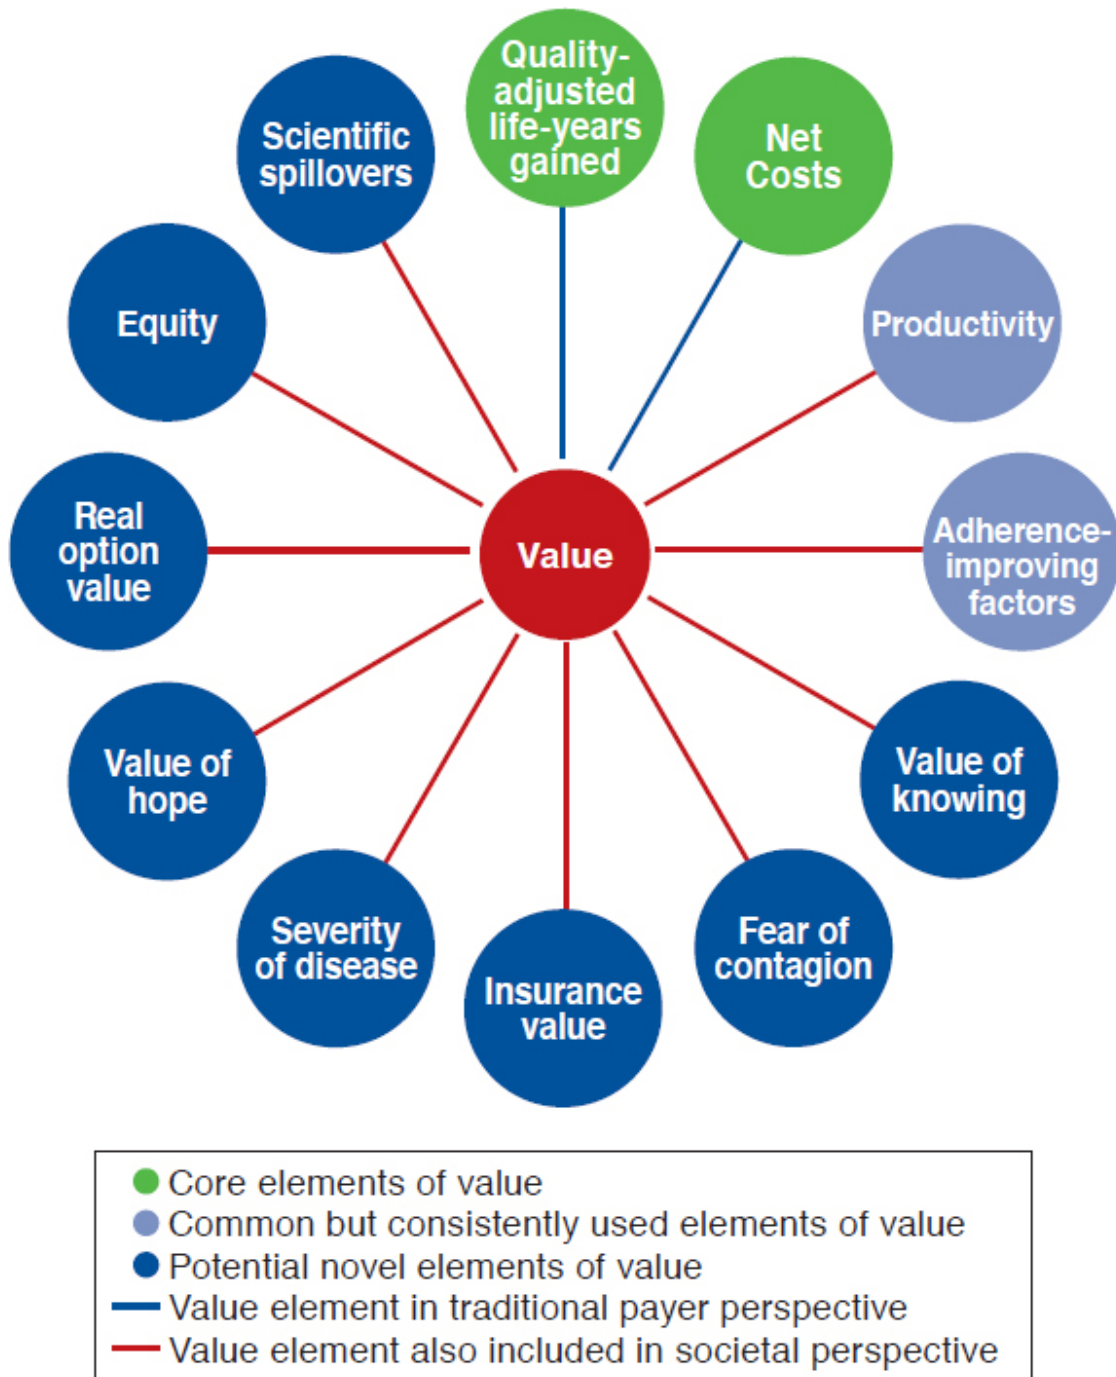 Quality-
adjusted
life-years
gained
Net
Costs
Productivity
Adherence-
improving
factors
Value of
knowing
Fear of
contagion
Insurance
value
Severity
of disease
Value of
hope
Real
option
value
Equity
Scientific
spillovers
Value
Core elements of value
Common but consistently used elements of value
Potential novel elements of value
Value element in traditional payer perspective
Value element also included in societal perspective